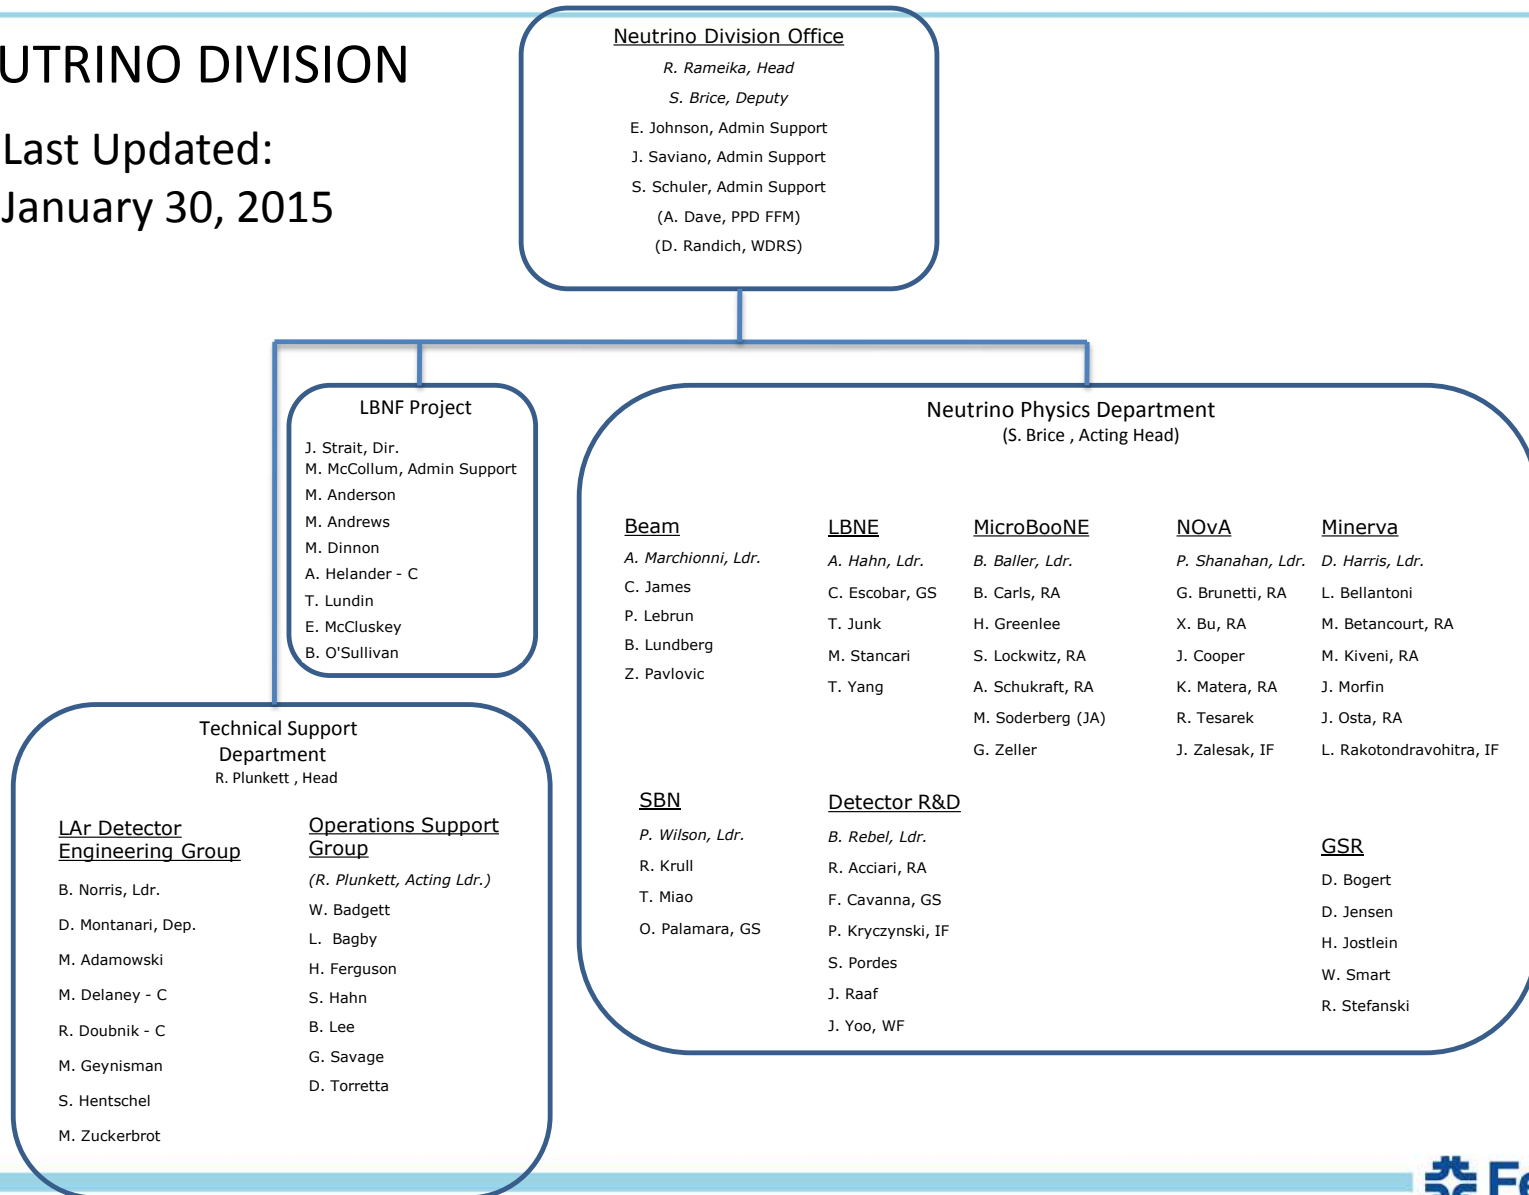 UTRINO DIVISION
Last Updated:
January 30, 2015
Neutrino Division Office
R. Rameika, Head
S. Brice, Deputy
E. Johnson, Admin Support
J. Saviano, Admin Support
S. Schuler, Admin Support
(A. Dave, PPD FFM)
(D. Randich, WDRS)
LBNF Project
J. Strait, Dir.
M. McCollum, Admin Support
M. Anderson
M. Andrews
M. Dinnon
A. Helander - C
T. Lundin
E. McCluskey
B. O'Sullivan
Neutrino Physics Department
(S. Brice , Acting Head)
Beam
A. Marchionni, Ldr.
C. James
P. Lebrun
B. Lundberg
Z. Pavlovic
LBNE
A. Hahn, Ldr.
C. Escobar, GS
T. Junk
M. Stancari
T. Yang
MicroBooNE
B. Baller, Ldr.
B. Carls, RA
H. Greenlee
S. Lockwitz, RA
A. Schukraft, RA
M. Soderberg (JA)
G. Zeller
NOvA
P. Shanahan, Ldr.
G. Brunetti, RA
X. Bu, RA
J. Cooper
K. Matera, RA
R. Tesarek
J. Zalesak, IF
Minerva
D. Harris, Ldr.
L. Bellantoni
M. Betancourt, RA
M. Kiveni, RA
J. Morfin
J. Osta, RA
L. Rakotondravohitra, IF
SBN
P. Wilson, Ldr.
R. Krull
T. Miao
O. Palamara, GS
Detector R&D
B. Rebel, Ldr.
R. Acciari, RA
F. Cavanna, GS
P. Kryczynski, IF
S. Pordes
J. Raaf
J. Yoo, WF
GSR
D. Bogert
D. Jensen
H. Jostlein
W. Smart
R. Stefanski
Technical Support
Department
R. Plunkett , Head
LAr Detector
Engineering Group
B. Norris, Ldr.
D. Montanari, Dep.
M. Adamowski
M. Delaney - C
R. Doubnik - C
M. Geynisman
S. Hentschel
M. Zuckerbrot
Operations Support
Group
(R. Plunkett, Acting Ldr.)
W. Badgett
L. Bagby
H. Ferguson
S. Hahn
B. Lee
G. Savage
D. Torretta
Fe